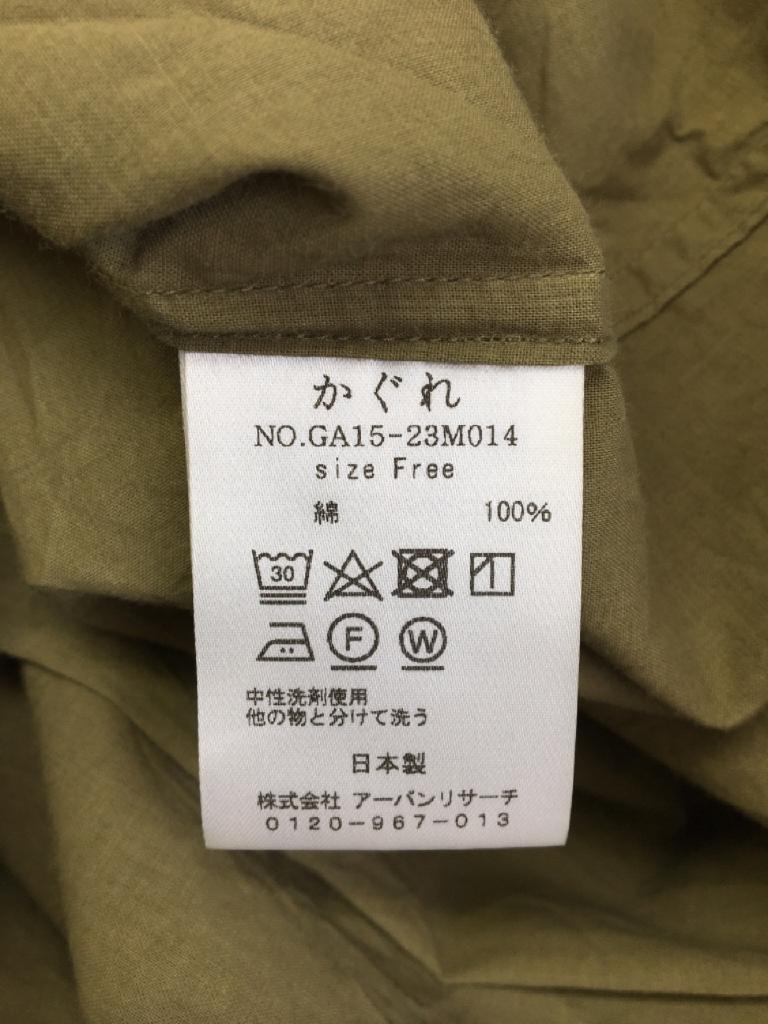 かぐれ
NO.GA15-23M014
size Free
綿 100%
30
F W
中性洗剤使用
他の物と分けて洗う
日本製
株式会社 アーバンリサーチ
0120-967-013